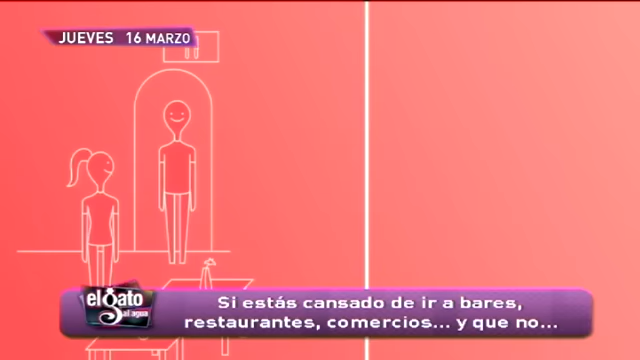 JUEVES 16 MARZO
el gato
al agua
Si estás cansado de ir a bares,
restaurantes, comercios... y que no...